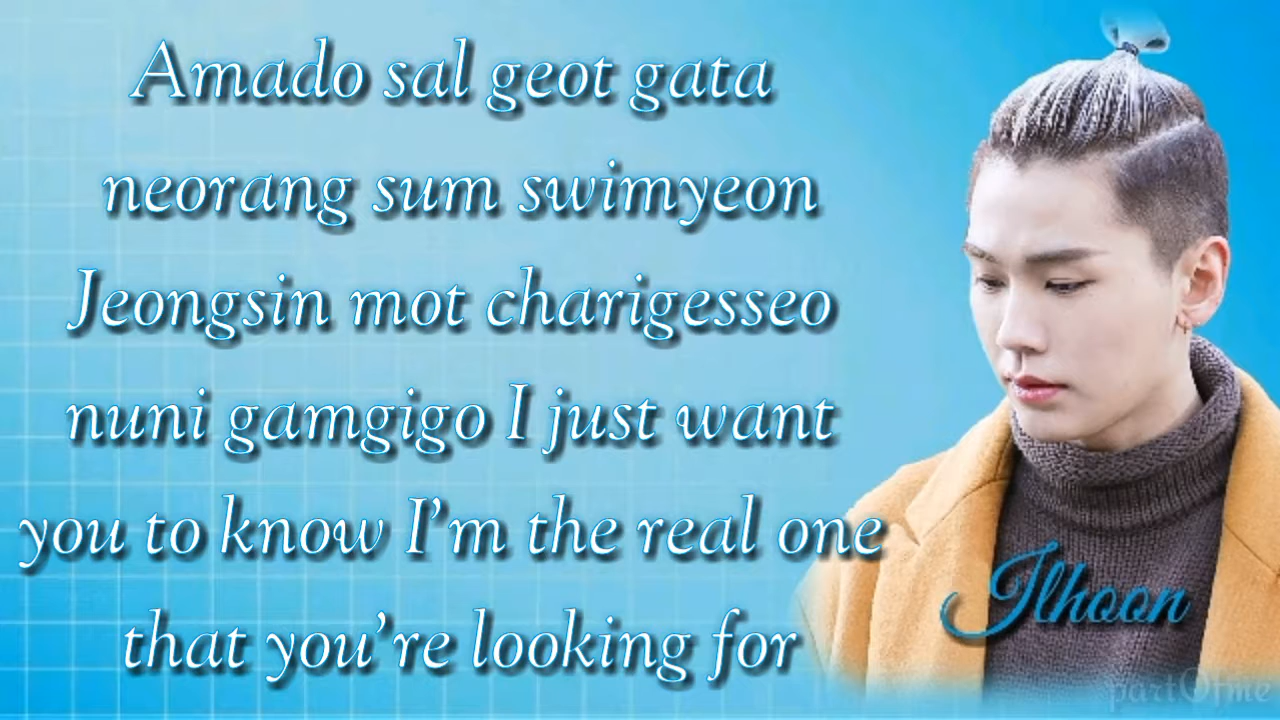 Amado sal geot gata
neorang sum swimyeon
Jeongsin mot charigesseo
nuni gamgigo I just want
you to know I'm the real one
that you're looking for
Ilhoon
partOfme